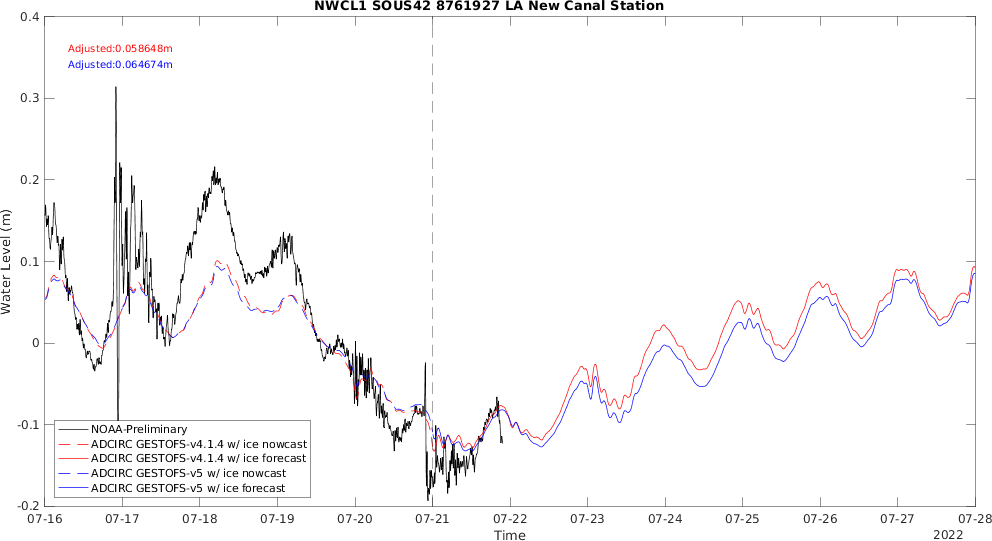 NWCL1 SOUS42 8761927 LA New Canal Station
0.4
Adjusted:0.058648m
Adjusted:0.064674m
0.3
0.2
0.1
0
-0.1
-0.2
Water Level (m)
NOAA-Preliminary
ADCIRC GESTOFS-v4.1.4 w/ ice nowcast
ADCIRC GESTOFS-v4.1.4 w/ ice forecast
ADCIRC GESTOFS-v5 w/ ice nowcast
ADCIRC GESTOFS-v5 w/ ice forecast
07-16 07-17 07-18 07-19 07-20 07-21 07-22 07-23 07-24 07-25 07-26 07-27 07-28
Time
2022